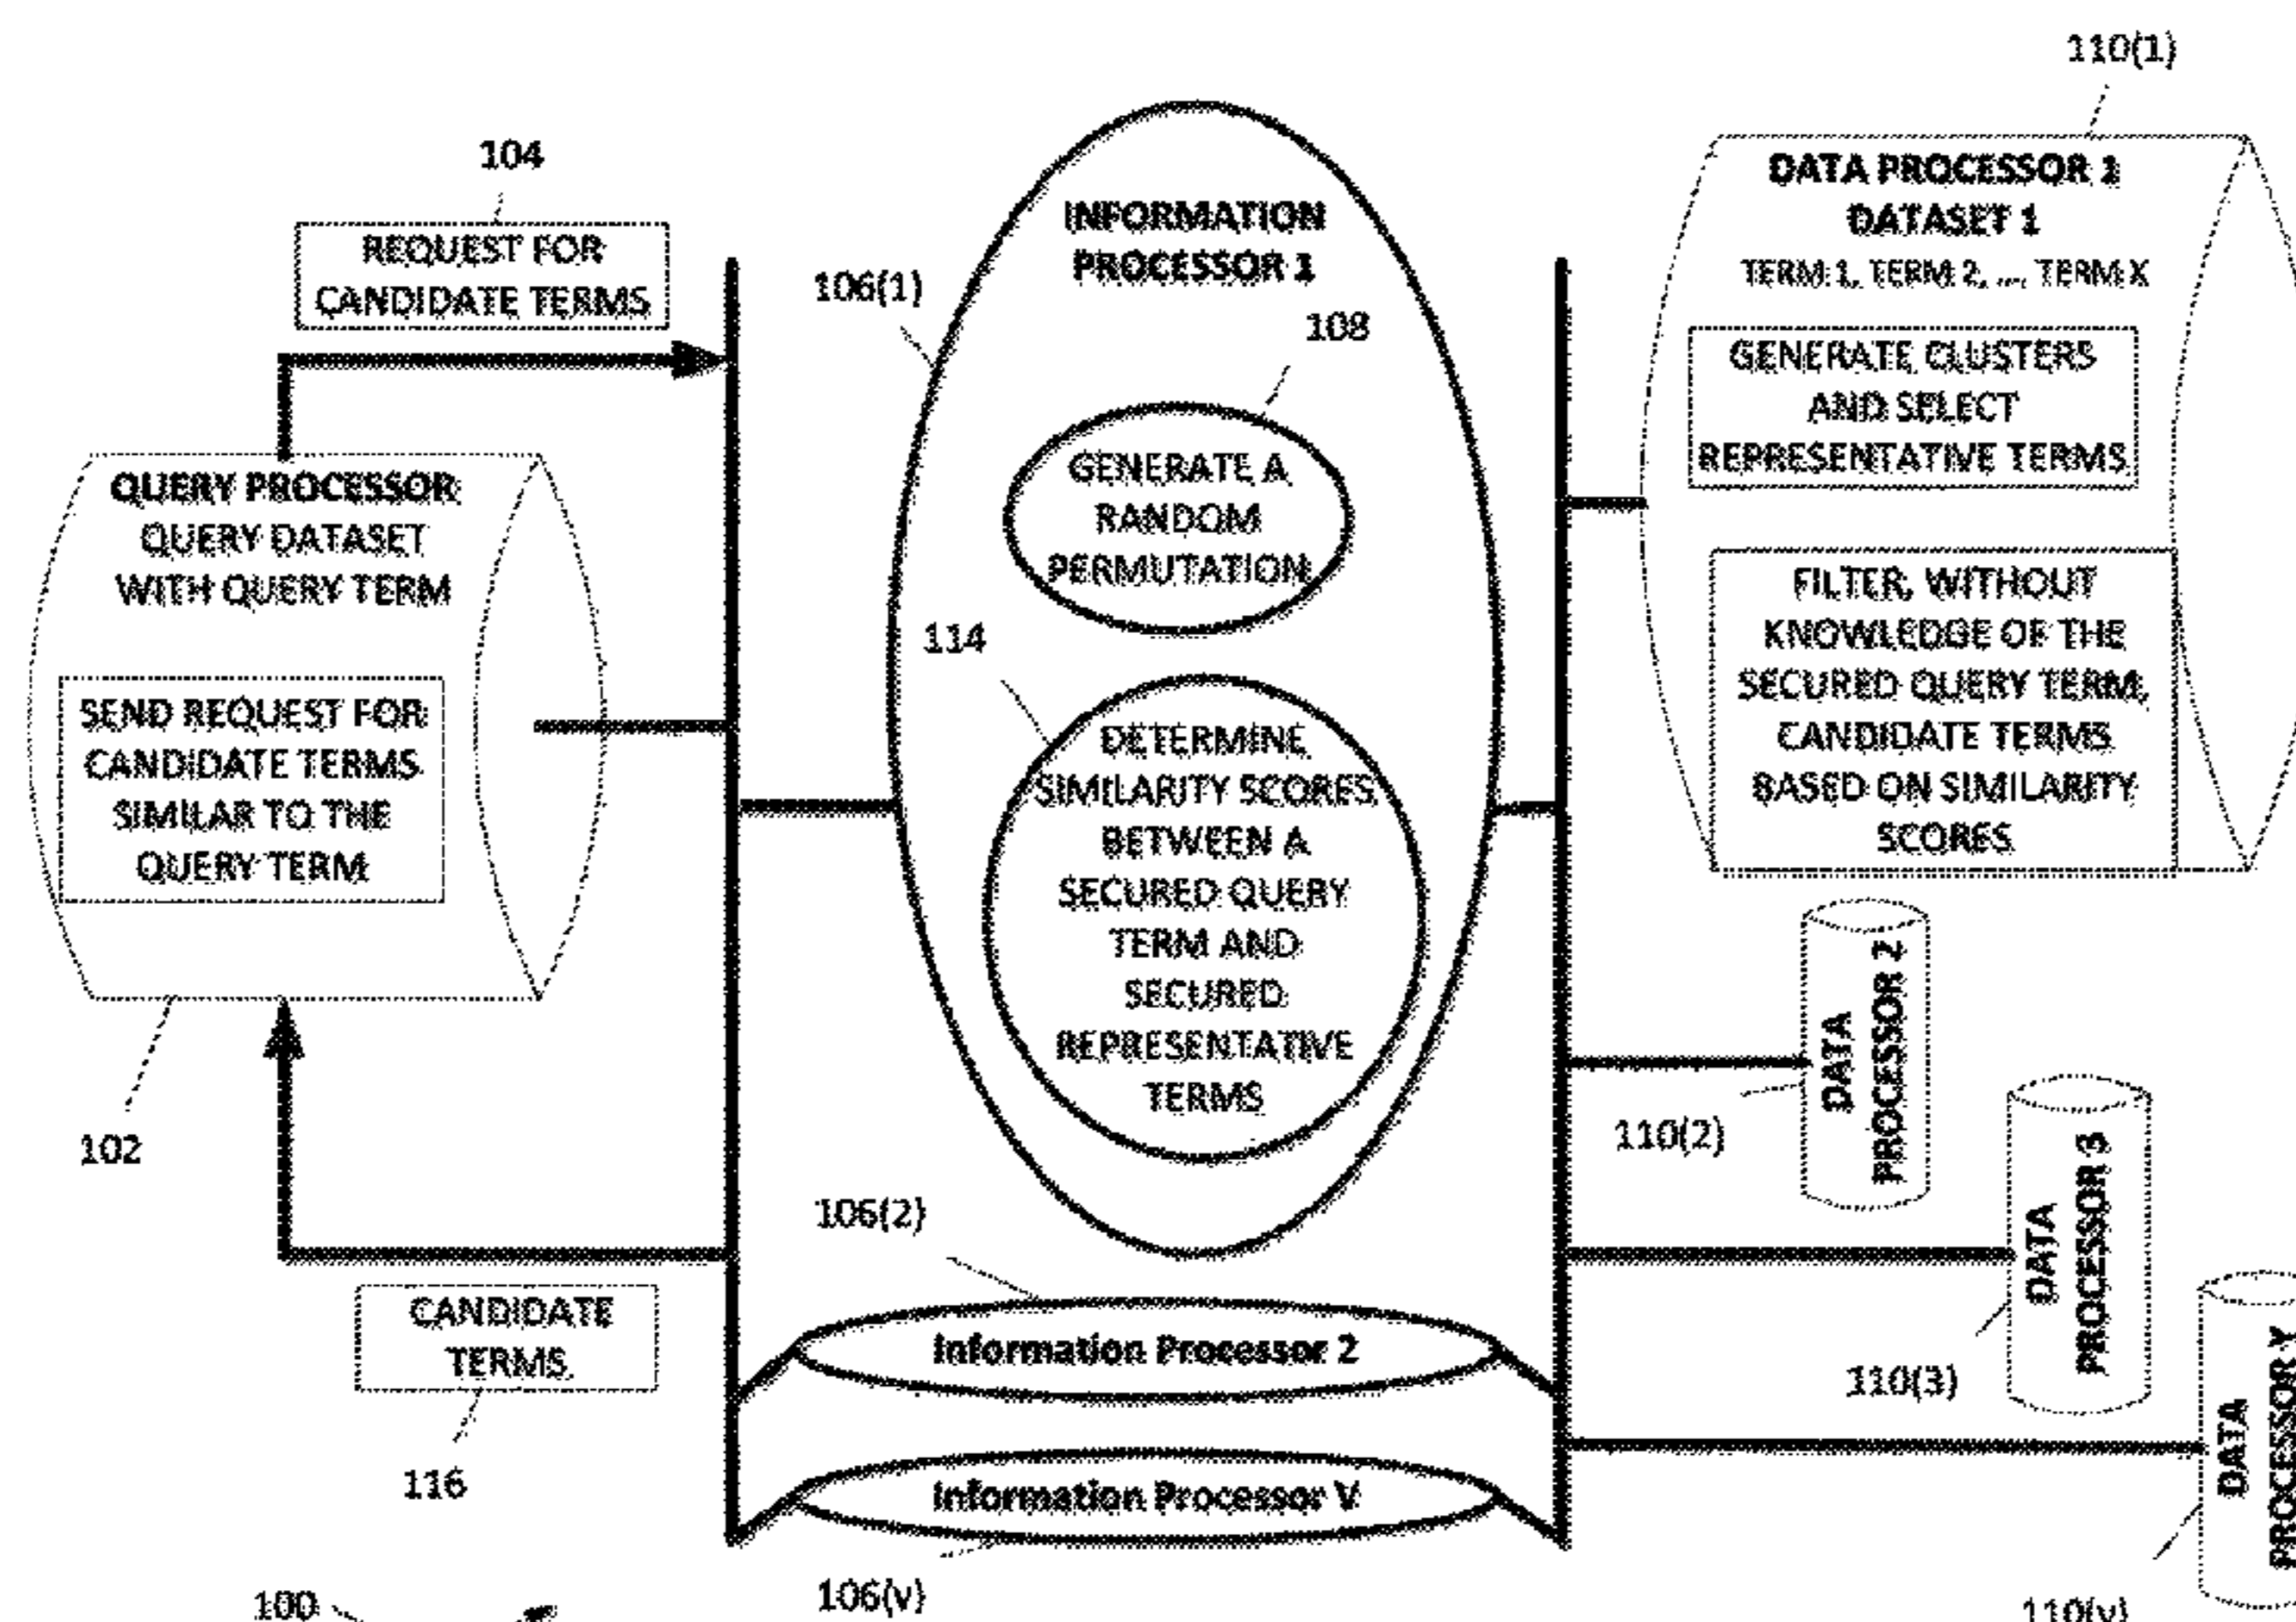 110(1)
104
REQUEST FOR
CANDIDATE TERMS
106(1)
INFORMATION
PROCESSOR 1
108
GENERATE A
RANDOM
PERMUTATION
114
DETERMINE
SIMILARITY SCORES
BETWEEN A
SECURED QUERY
TERM AND
SECURED
REPRESENTATIVE
TERMS
DATA PROCESSOR 1
DATASET 1
TERM 1, TERM 2, ..., TERM X
GENERATE CLUSTERS
AND SELECT
REPRESENTATIVE TERMS
FILTER, WITHOUT
KNOWLEDGE OF THE
SECURED QUERY TERM,
CANDIDATE TERMS
BASED ON SIMILARITY
SCORES
QUERY PROCESSOR
QUERY DATASET
WITH QUERY TERM
SEND REQUEST FOR
CANDIDATE TERMS
SIMILAR TO THE
QUERY TERM
102
DATA
PROCESSOR 2
110(2)
DATA
PROCESSOR 3
110(3)
DATA
PROCESSOR Y
110(y)
106(2)
Information Processor 2
Information Processor V
106(v)
CANDIDATE
TERMS
116
100